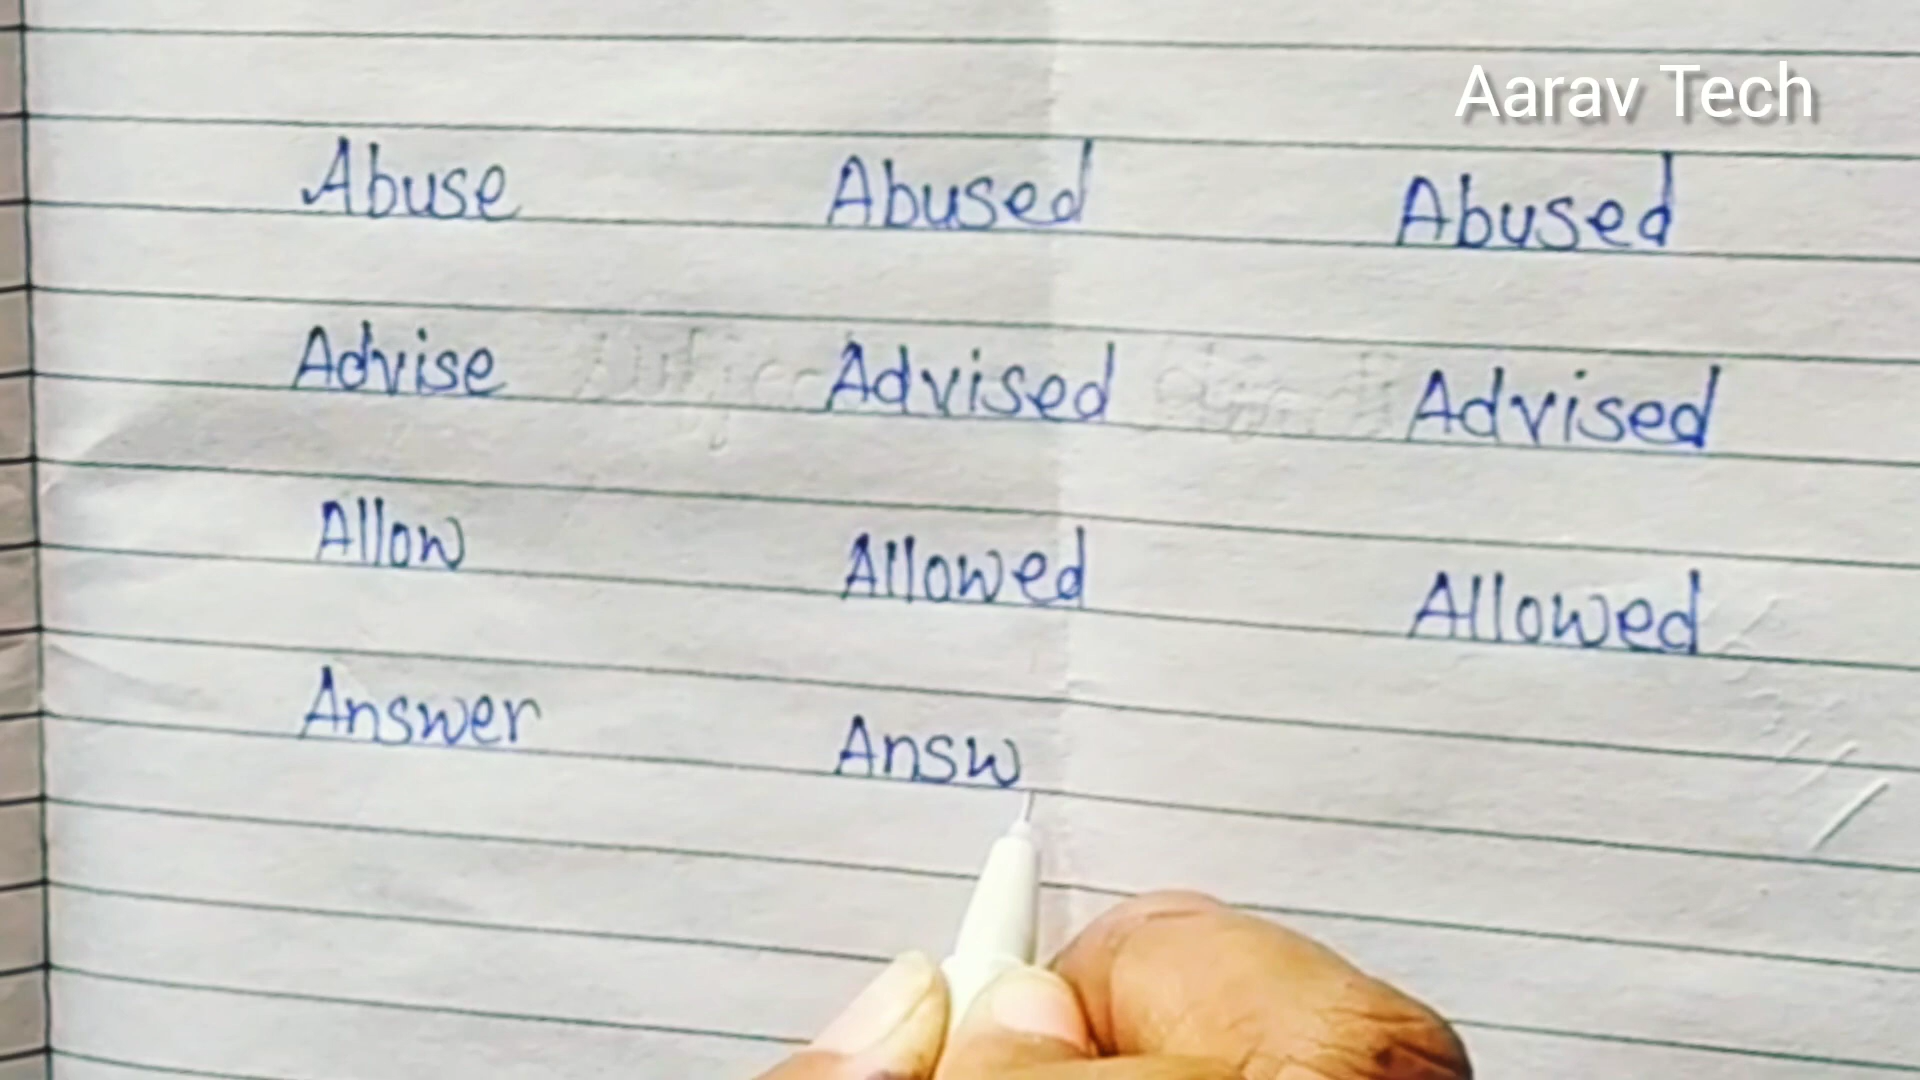 Aarav Tech
Abuse Abused Abused
Advise Advised Advised
Allow Allowed Allowed
Answer Answ